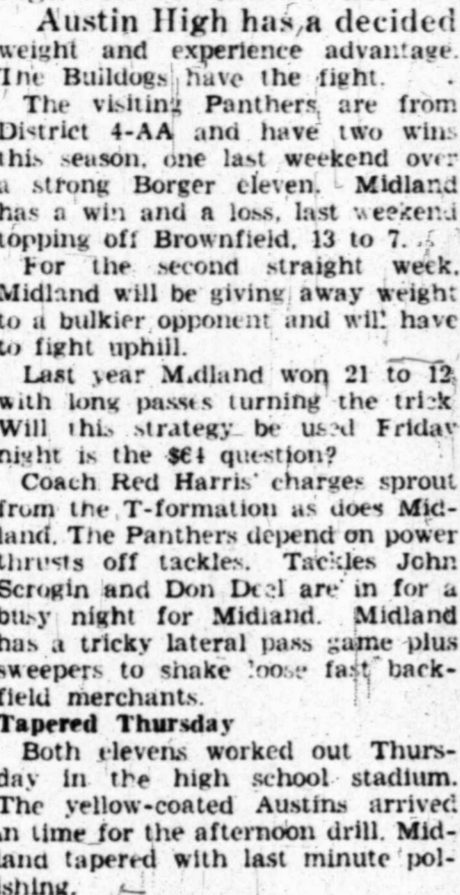 Austin High has a decided
weight and experience advantage.
The Bulldogs have the fight.
The visiting Panthers are from
District 4-AA and have two wins
this season, one last weekend over
a strong Borger eleven. Midland
has a win and a loss, last weekend
topping off Brownfield, 13 to 7.
For the second straight week,
Midland will be giving away weight
to a bulkier opponent and will have
to fight uphill.
Last year Midland won 21 to 12,
with long passes turning the trick
Will this strategy be used Friday
night is the $64 question?
Coach Red Harris' charges sprout
from the T-formation as does Mid-
land. The Panthers depend on power
thrusts off tackles. Tackles John
Scrogin and Don Deel are in for a
busy night for Midland. Midland
has a tricky lateral pass game plus
sweepers to shake loose fast back-
field merchants.
Tapered Thursday
Both elevens worked out Thurs-
day in the high school stadium.
The yellow-coated Austins arrived
in time for the afternoon drill. Mid-
land tapered with last minute pol-
ishing.